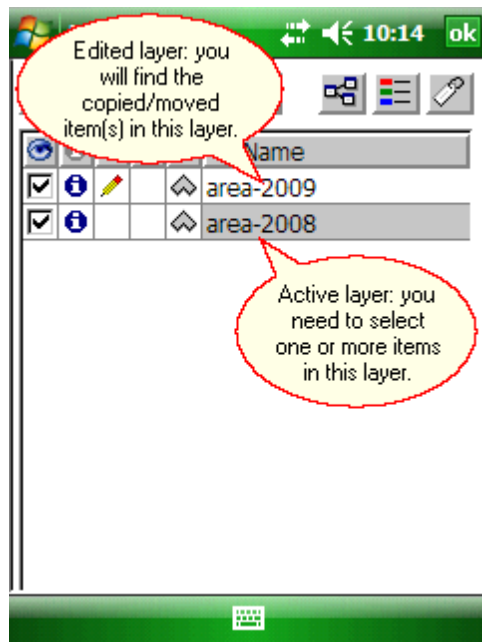 10:14 ok
Edited layer: you
will find the
copied/moved
item(s) in this layer.
Name
area-2009
area-2008
Active layer: you
need to select
one or more items
in this layer.